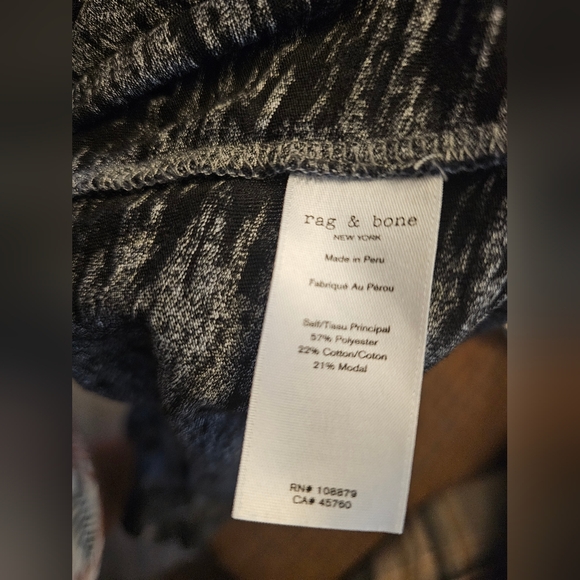 rag & bone
NEW YORK
Made in Peru
Fabriqué Au Pérou
Self/Tissu Principal
57% Polyester
22% Cotton/Coton
21% Modal
RN# 108879
CA# 45760